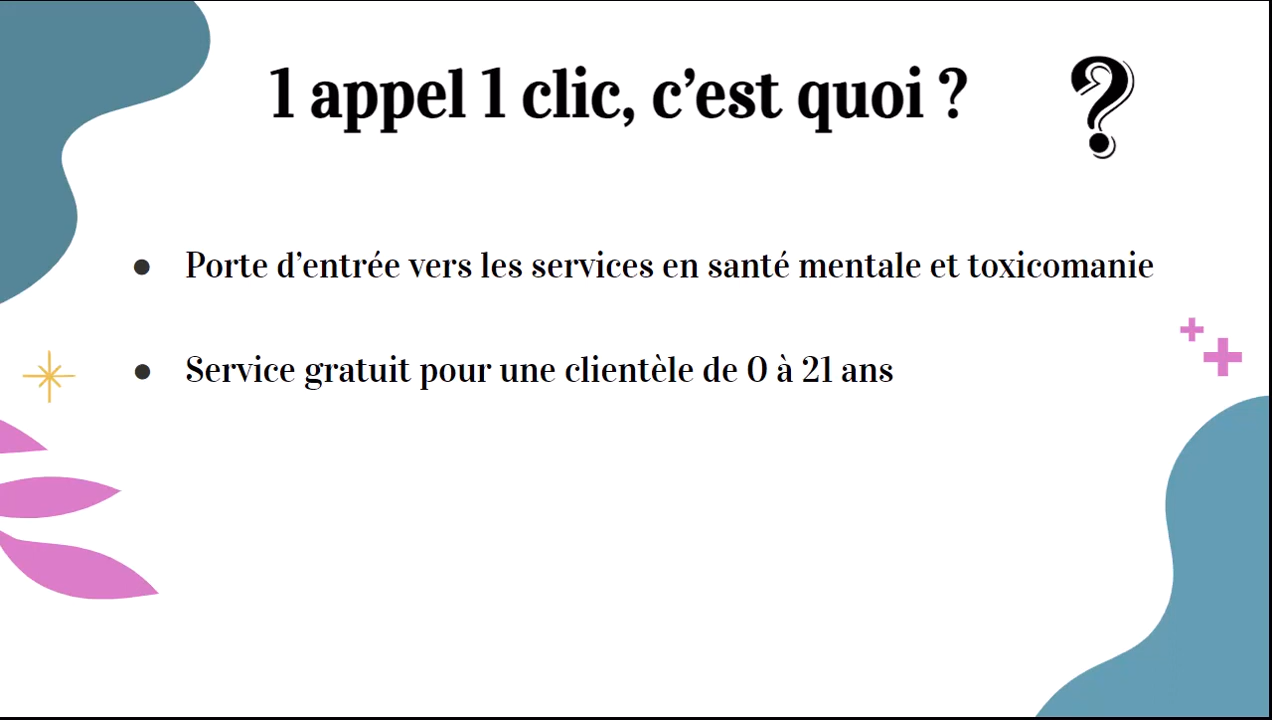 1 appel 1 clic, c’est quoi ?
?
● Porte d’entrée vers les services en santé mentale et toxicomanie
● Service gratuit pour une clientèle de 0 à 21 ans